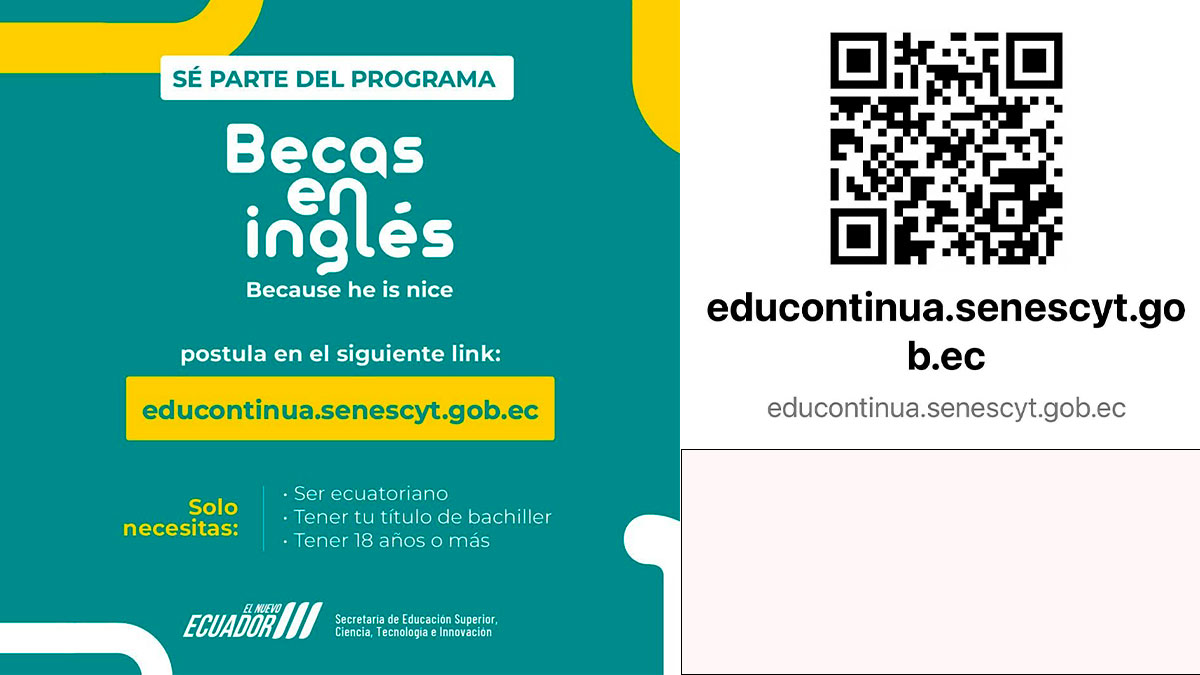 SÉ PARTE DEL PROGRAMA
Becas
en
inglés
Because he is nice
postula en el siguiente link:
educontinua.senescyt.gob.ec
Solo
necesitas:
• Ser ecuatoriano
• Tener tu título de bachiller
• Tener 18 años o más
EL NUEVO
ECUADOR
Secretaría de Educación Superior,
Ciencia, Tecnología e Innovación
educontinua.senescyt.go
b.ec
educontinua.senescyt.gob.ec